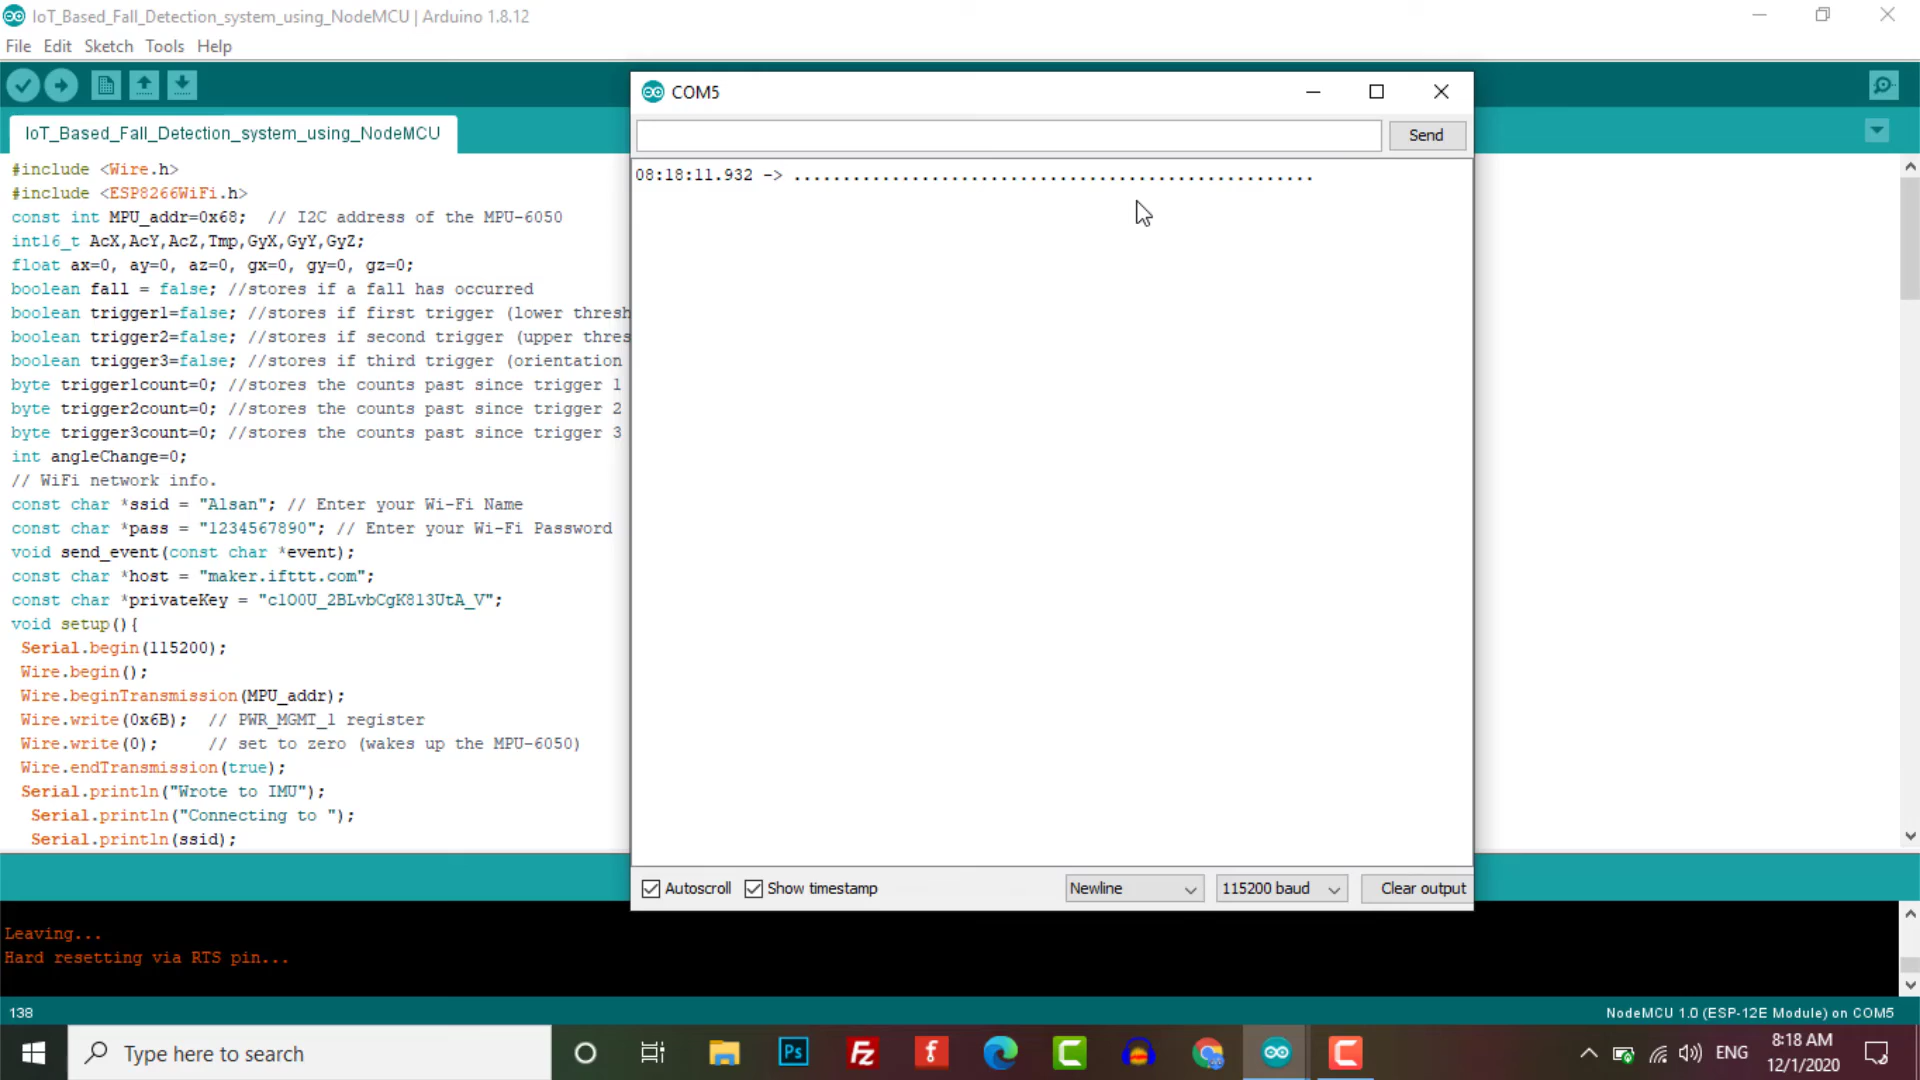 IoT_Based_Fall_Detection_system_using_NodeMCU | Arduino 1.8.12
File Edit Sketch Tools Help
IoT_Based_Fall_Detection_system_using_NodeMCU
#include <Wire.h>
#include <ESP8266WiFi.h>
const int MPU_addr=0x68; // I2C address of the MPU-6050
int16_t AcX,AcY,AcZ,Tmp,GyX,GyY,GyZ;
float ax=0, ay=0, az=0, gx=0, gy=0, gz=0;
boolean fall = false; //stores if a fall has occurred
boolean trigger1=false; //stores if first trigger (lower thresh
boolean trigger2=false; //stores if second trigger (upper thres
boolean trigger3=false; //stores if third trigger (orientation
byte trigger1count=0; //stores the counts past since trigger 1
byte trigger2count=0; //stores the counts past since trigger 2
byte trigger3count=0; //stores the counts past since trigger 3
int angleChange=0;
// WiFi network info.
const char *ssid = "Alsan"; // Enter your Wi-Fi Name
const char *pass = "1234567890"; // Enter your Wi-Fi Password
void send_event(const char *event);
const char *host = "maker.ifttt.com";
const char *privateKey = "clO0U_2BLvbCgK813UtA_V";
void setup(){
Serial.begin(115200);
Wire.begin();
Wire.beginTransmission(MPU_addr);
Wire.write(0x6B); // PWR_MGMT_1 register
Wire.write(0); // set to zero (wakes up the MPU-6050)
Wire.endTransmission(true);
Serial.println("Wrote to IMU");
Serial.println("Connecting to ");
Serial.println(ssid);
COM5
Send
08:18:11.932 -> .....................................................
Autoscroll Show timestamp Newline 115200 baud Clear output
Leaving...
Hard resetting via RTS pin...
138
NodeMCU 1.0 (ESP-12E Module) on COM5
Type here to search
Ps
Fz
ENG
8:18 AM
12/1/2020